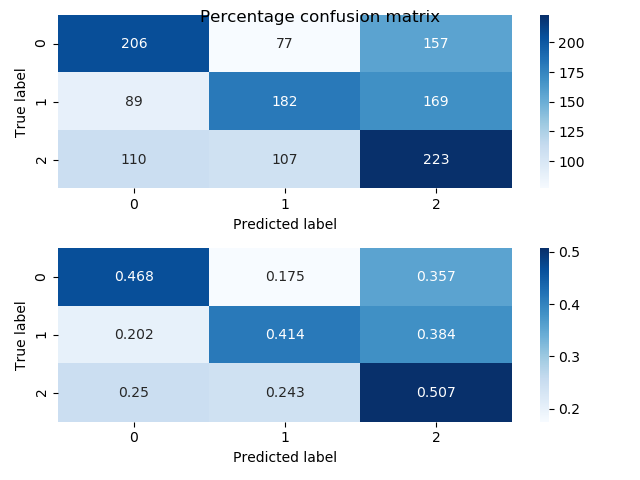 Percentage confusion matrix
0 206 77 157
1 89 182 169
2 110 107 223
True label
0 1 2
Predicted label
200
175
150
125
100
0 0.468 0.175 0.357
1 0.202 0.414 0.384
2 0.25 0.243 0.507
True label
0 1 2
Predicted label
0.5
0.4
0.3
0.2